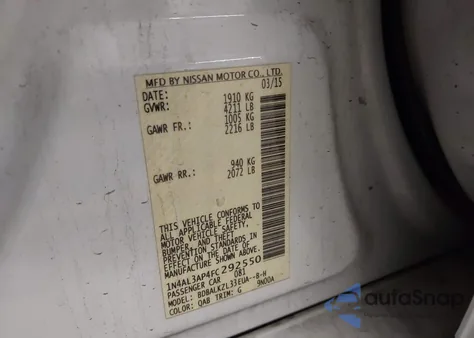 MFD BY NISSAN MOTOR CO., LTD.
DATE: 03/15
GVWR: 1910 KG
4211 LB
GAWR FR.: 1005 KG
2216 LB
GAWR RR.: 940 KG
2072 LB
THIS VEHICLE CONFORMS TO
ALL APPLICABLE FEDERAL
MOTOR VEHICLE SAFETY,
BUMPER, AND THEFT
PREVENTION STANDARDS IN
EFFECT ON THE DATE OF
MANUFACTURE SHOWN ABOVE.
1N4AL3AP4FC292550
PASSENGER CAR 081
MODEL: BDBALKZL33EUA--B-H
COLOR: QAB TRIM: G 9N00A
autoSnap